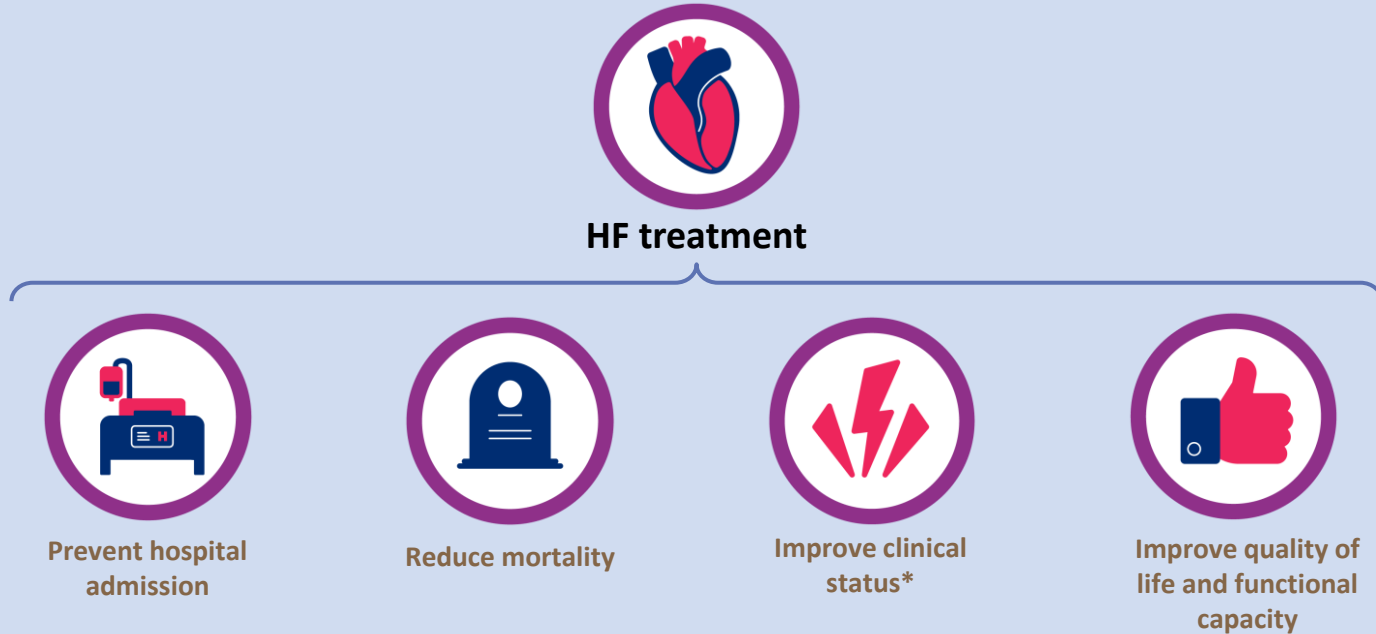 HF treatment
H
Prevent hospital
admission
Reduce mortality
Improve clinical
status*
Improve quality of
life and functional
capacity